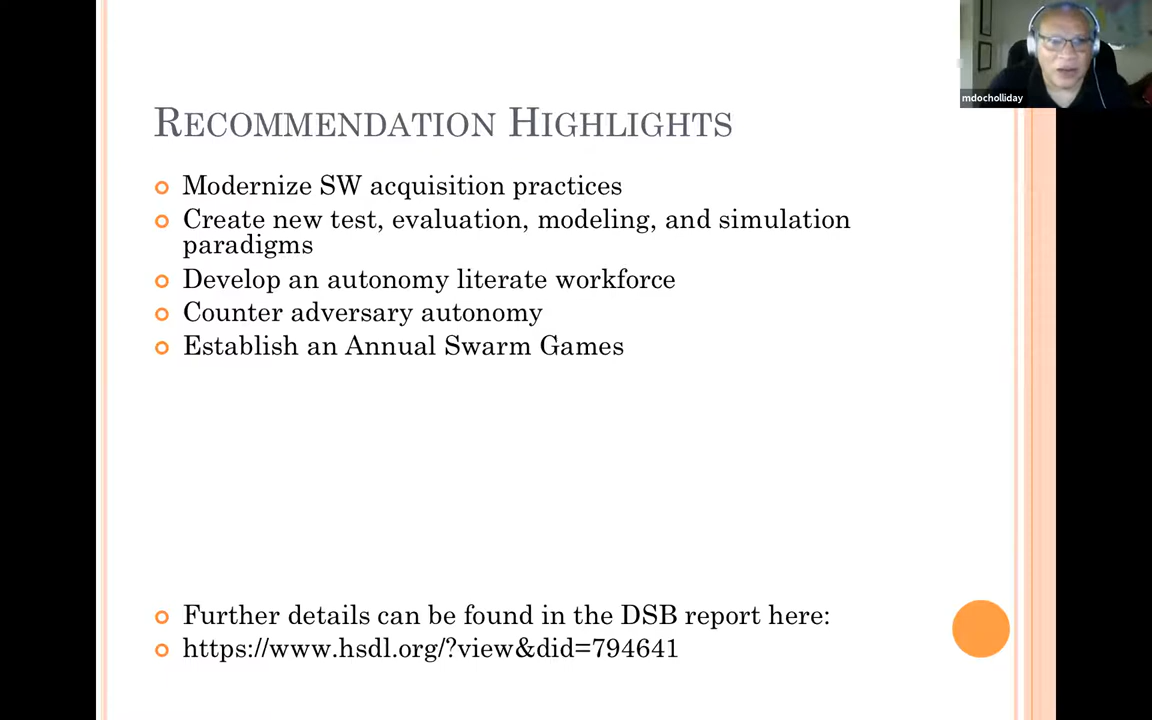 mdocholliday
RECOMMENDATION HIGHLIGHTS
Modernize SW acquisition practices
Create new test, evaluation, modeling, and simulation
paradigms
Develop an autonomy literate workforce
Counter adversary autonomy
Establish an Annual Swarm Games
Further details can be found in the DSB report here:
https://www.hsdl.org/?view&did=794641